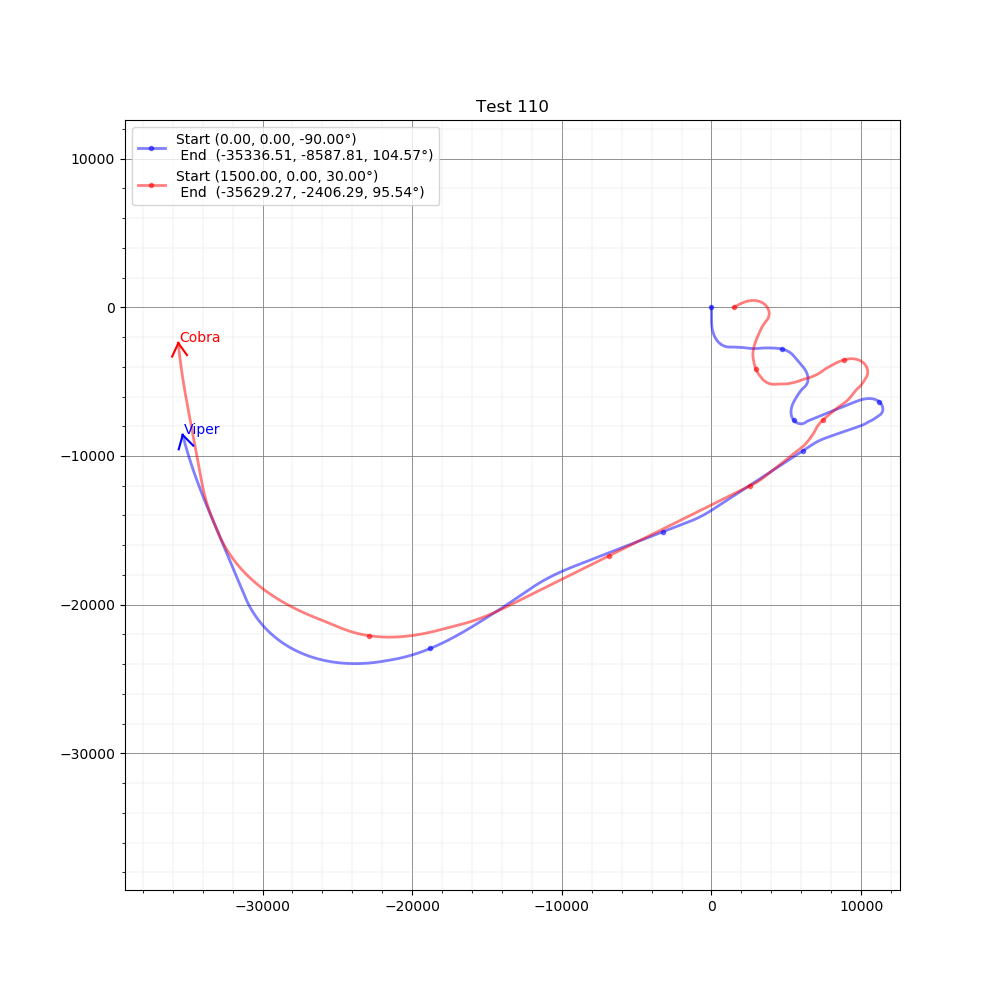 Test 110
Start (0.00, 0.00, -90.00°)
End  (-35336.51, -8587.81, 104.57°)
Start (1500.00, 0.00, 30.00°)
End  (-35629.27, -2406.29, 95.54°)
10000
0
−10000
−20000
−30000
Cobra
Viper
−30000
−20000
−10000
0
10000